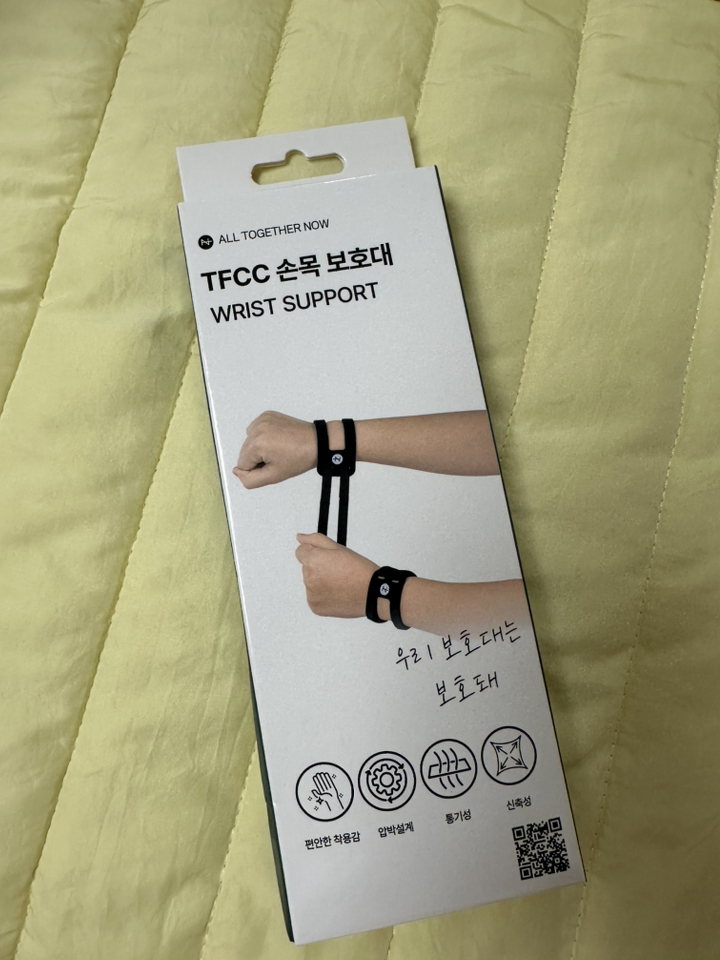 ALL TOGETHER NOW
TFCC 손목 보호대
WRIST SUPPORT
우리 보호대는
보호돼
편안한 착용감
압박설계
통기성
신축성